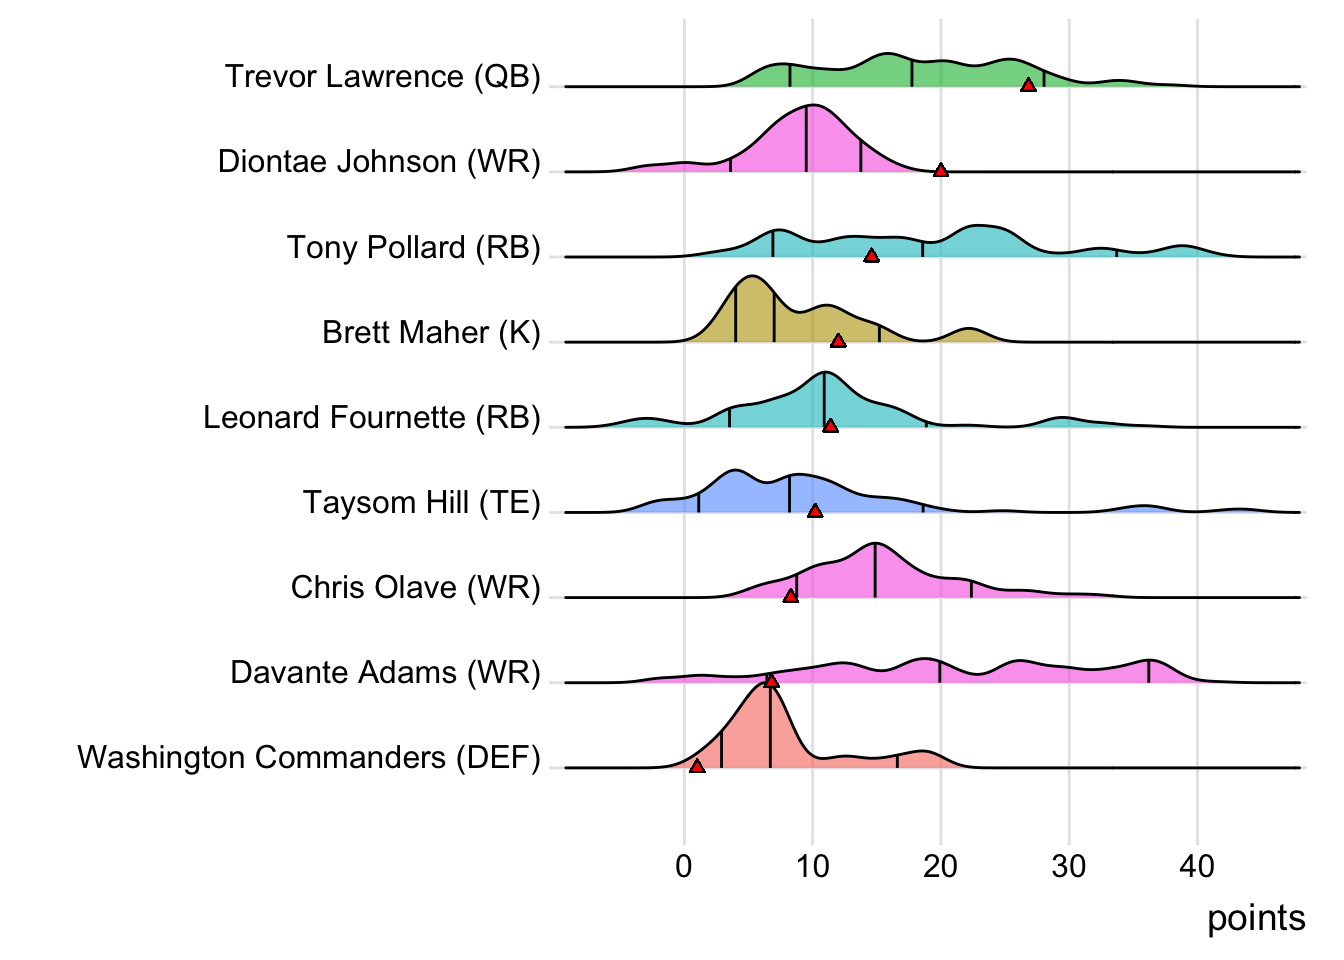 Trevor Lawrence (QB)
Diontae Johnson (WR)
Tony Pollard (RB)
Brett Maher (K)
Leonard Fournette (RB)
Taysom Hill (TE)
Chris Olave (WR)
Davante Adams (WR)
Washington Commanders (DEF)
0 10 20 30 40
points